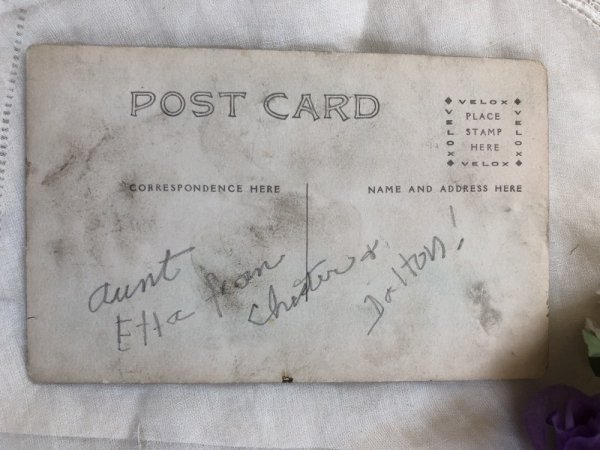 POST CARD
VELOX
VELOX
PLACE
STAMP
HERE
VELOX
VELOX
CORRESPONDENCE HERE
NAME AND ADDRESS HERE
aunt
Etta from
Chester &
Dalton!